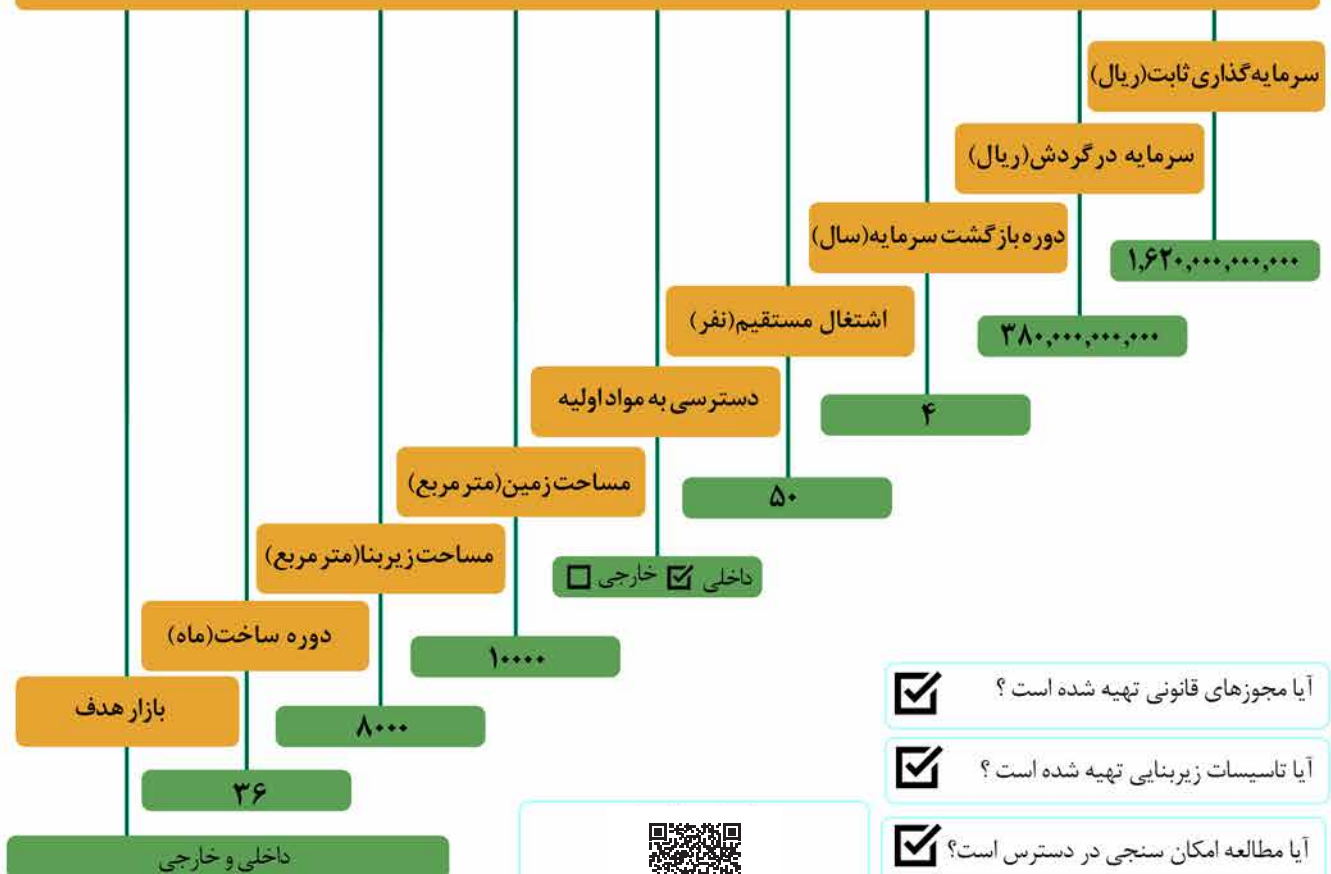 سرمایه‌گذاری ثابت(ریال)
۱,۶۲۰,۰۰۰,۰۰۰,۰۰۰
سرمایه در گردش(ریال)
۳۸۰,۰۰۰,۰۰۰,۰۰۰
دوره بازگشت سرمایه(سال)
۴
اشتغال مستقیم(نفر)
۵۰
دسترسی به مواد اولیه
داخلی ☑ خارجی ☐
مساحت زمین(متر مربع)
۱۰۰۰۰
مساحت زیربنا(متر مربع)
۸۰۰۰
دوره ساخت(ماه)
۳۶
بازار هدف
داخلی و خارجی
آیا مجوزهای قانونی تهیه شده است ؟ ☑
آیا تاسیسات زیربنایی تهیه شده است ؟ ☑
آیا مطالعه امکان سنجی در دسترس است؟ ☑